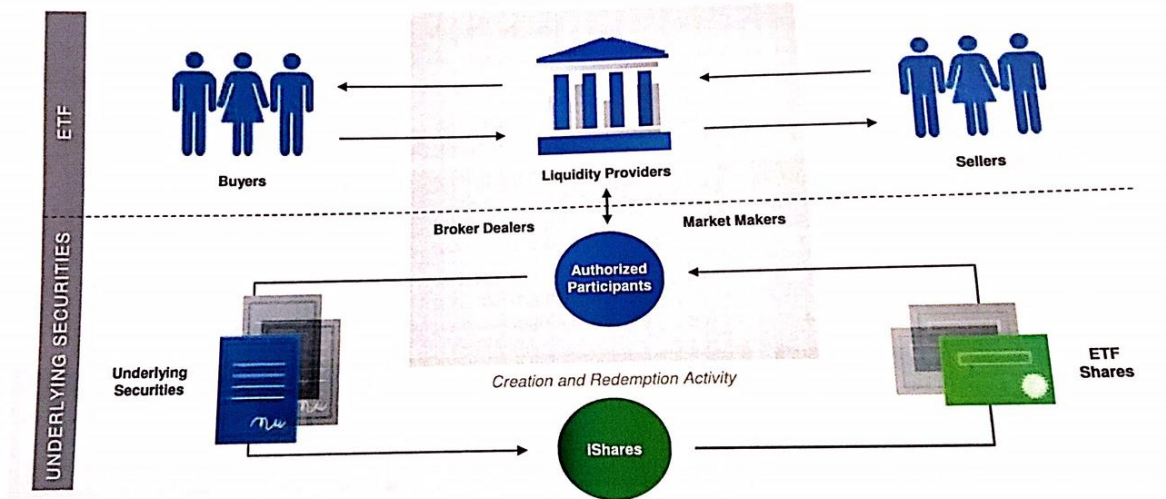 ETF
Buyers
Liquidity Providers
Sellers
UNDERLYING SECURITIES
Broker Dealers
Market Makers
Authorized
Participants
Underlying
Securities
Creation and Redemption Activity
ETF
Shares
iShares